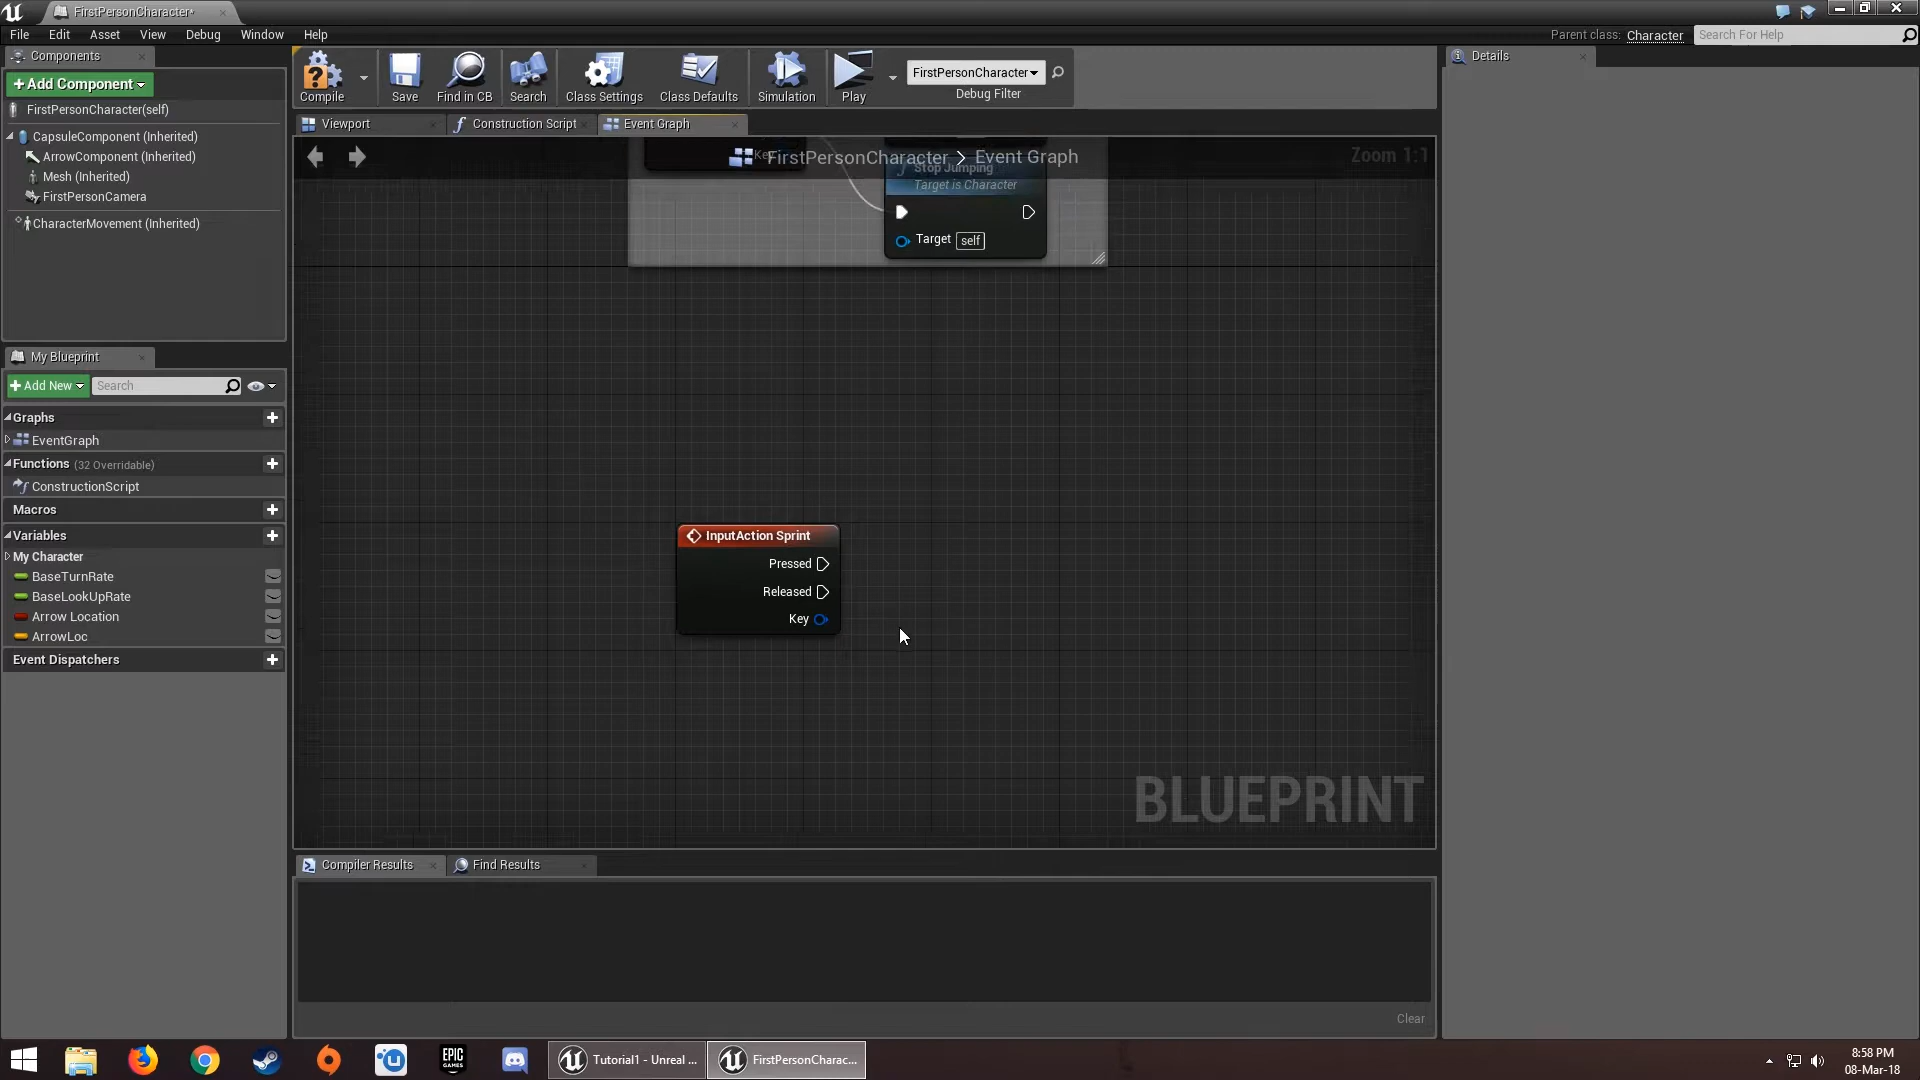 FirstPersonCharacter*
File Edit Asset View Debug Window Help
Parent class: Character Search For Help
Components
+ Add Component
FirstPersonCharacter(self)
CapsuleComponent (Inherited)
ArrowComponent (Inherited)
Mesh (Inherited)
FirstPersonCamera
CharacterMovement (Inherited)
My Blueprint
+ Add New Search
Graphs
EventGraph
Functions (32 Overridable)
ConstructionScript
Macros
Variables
My Character
BaseTurnRate
BaseLookUpRate
Arrow Location
ArrowLoc
Event Dispatchers
Compile Save Find in CB Search Class Settings Class Defaults Simulation Play
FirstPersonCharacter
Debug Filter
Viewport Construction Script Event Graph
FirstPersonCharacter > Event Graph
Zoom 1:1
Key
Stop Jumping
Target is Character
Target self
InputAction Sprint
Pressed
Released
Key
BLUEPRINT
Compiler Results Find Results
Clear
Details
EPIC
GAMES
Tutorial1 - Unreal ...
FirstPersonCharac...
8:58 PM
08-Mar-18